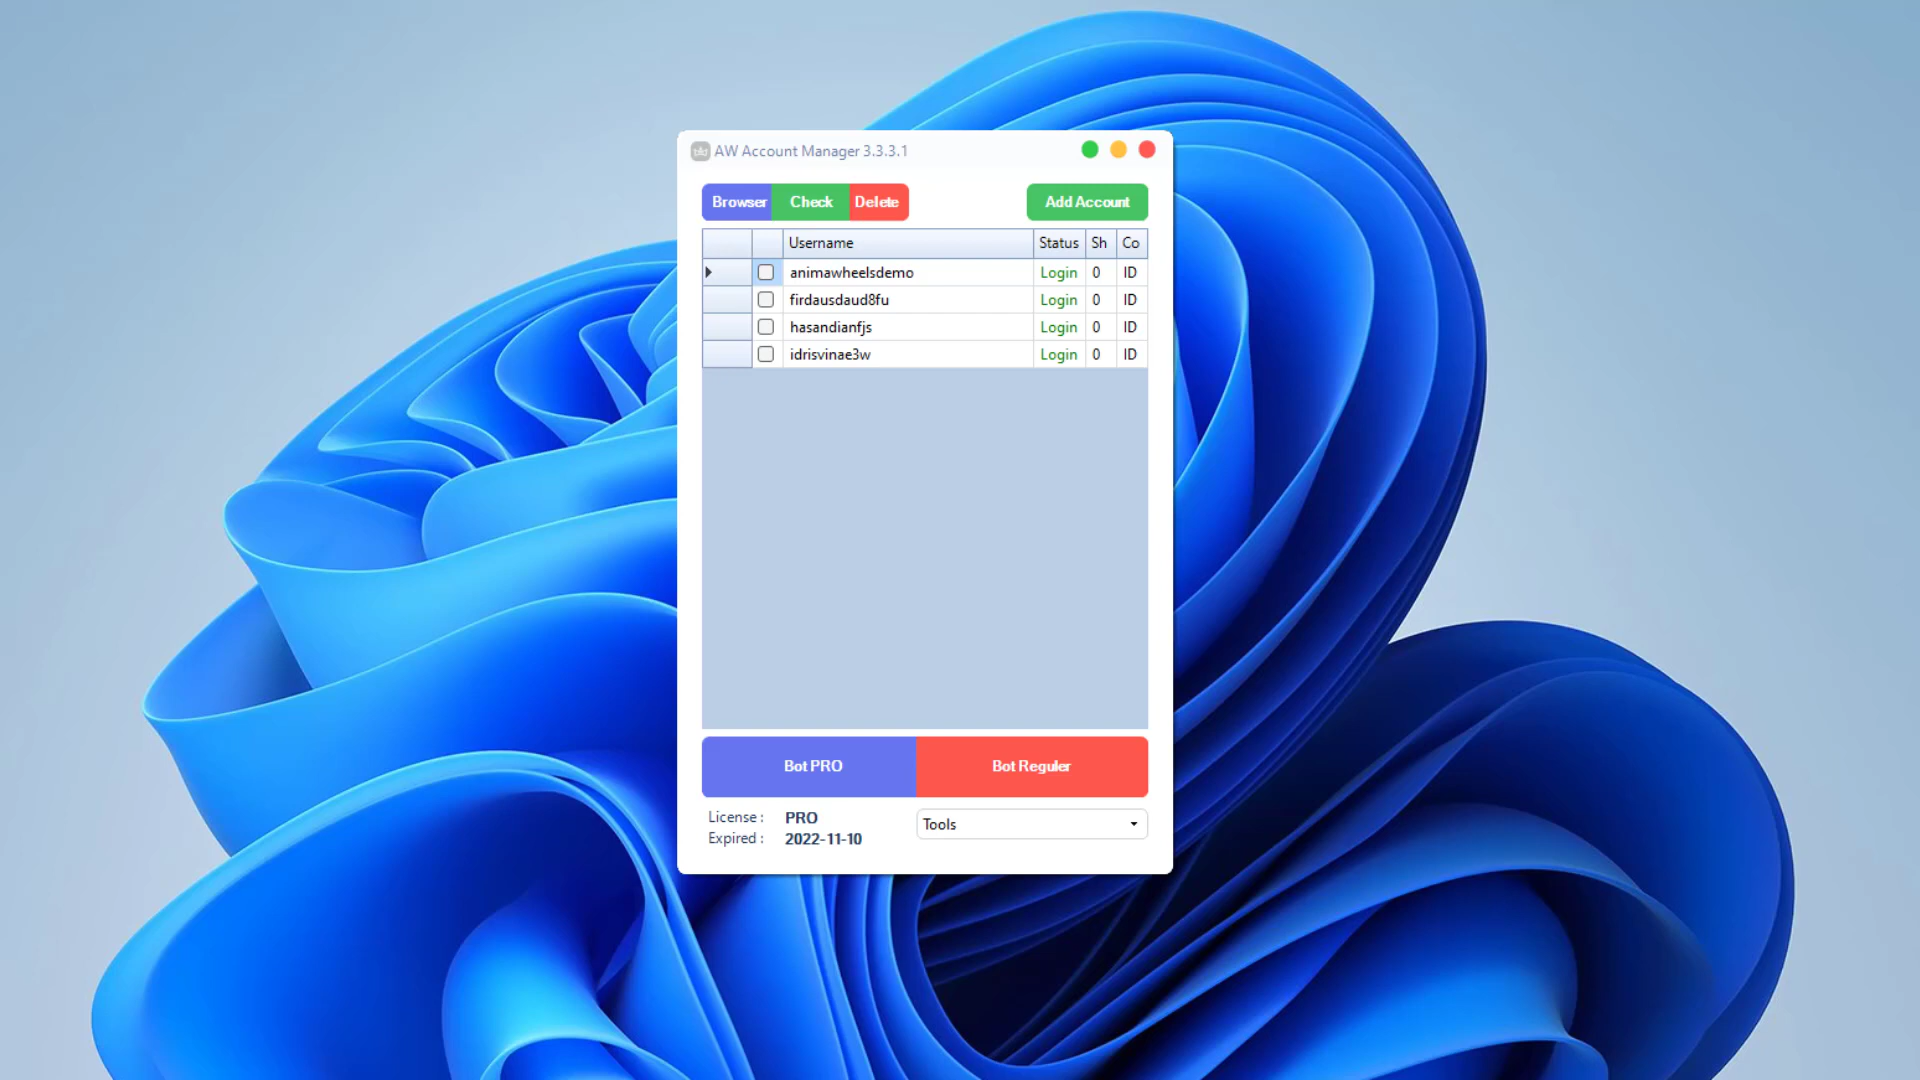 AW Account Manager 3.3.3.1
Browser Check Delete Add Account
Username Status Sh Co
animawheelsdemo Login 0 ID
firdausdaud8fu Login 0 ID
hasandianfjs Login 0 ID
idrisvinae3w Login 0 ID
Bot PRO Bot Reguler
License : PRO Tools
Expired : 2022-11-10